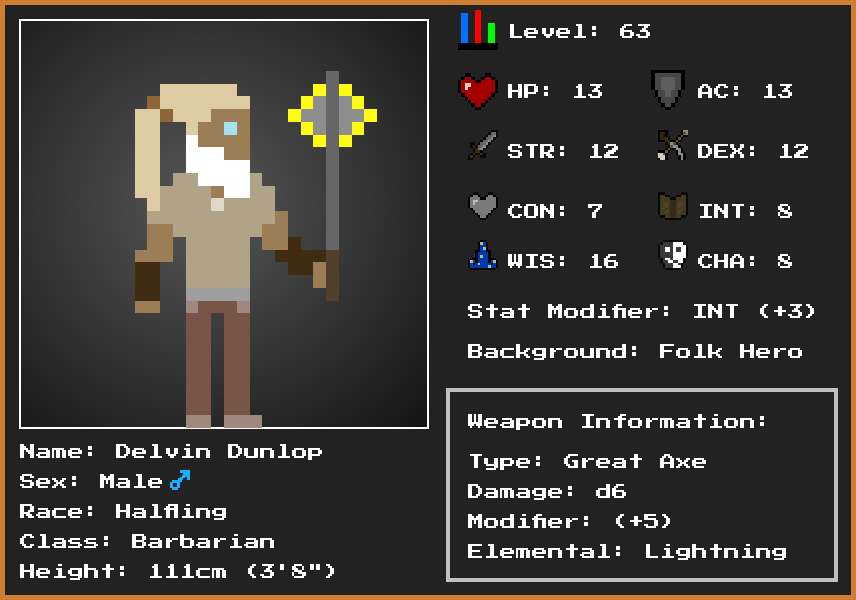 Level: 63
HP: 13 AC: 13
STR: 12 DEX: 12
CON: 7 INT: 8
WIS: 16 CHA: 8
Stat Modifier: INT (+3)
Background: Folk Hero
Weapon Information:
Type: Great Axe
Damage: d6
Modifier: (+5)
Elemental: Lightning
Name: Delvin Dunlop
Sex: Male♂
Race: Halfling
Class: Barbarian
Height: 111cm (3'8")